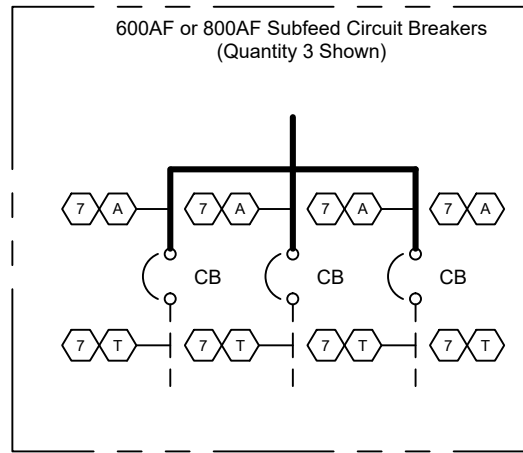 600AF or 800AF Subfeed Circuit Breakers
(Quantity 3 Shown)
7 A 7 A 7 A 7 A
CB CB CB
7 T 7 T 7 T 7 T